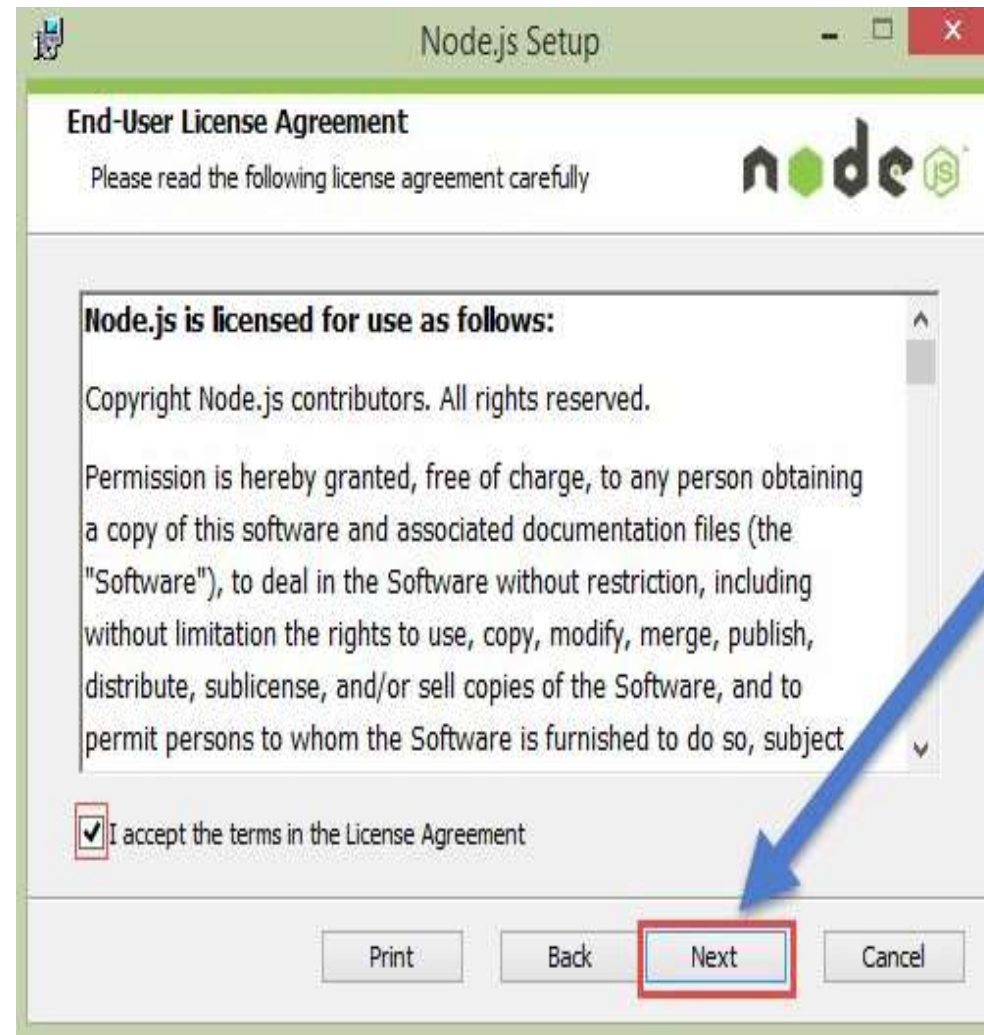 Node.js Setup
End-User License Agreement
Please read the following license agreement carefully
node JS
Node.js is licensed for use as follows:
Copyright Node.js contributors. All rights reserved.
Permission is hereby granted, free of charge, to any person obtaining
a copy of this software and associated documentation files (the
"Software"), to deal in the Software without restriction, including
without limitation the rights to use, copy, modify, merge, publish,
distribute, sublicense, and/or sell copies of the Software, and to
permit persons to whom the Software is furnished to do so, subject
I accept the terms in the License Agreement
Print Back Next Cancel